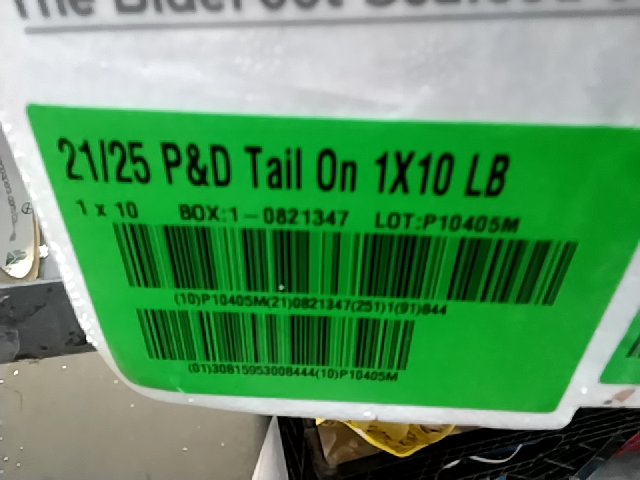 The
21/25 P&D Tail On 1X10 LB
1 x 10 BOX:1-0821347 LOT:P10405M
(10)P10405M(21)0821347(251)1(91)844
(01)30815953008444(10)P10405M